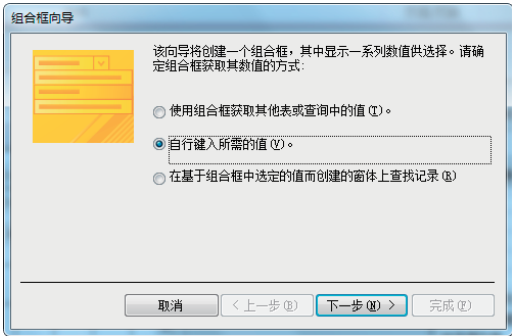 组合框向导
该向导将创建一个组合框，其中显示一系列数值供选择。请确
定组合框获取其数值的方式:
使用组合框获取其他表或查询中的值(T)。
自行键入所需的值(V)。
在基于组合框中选定的值而创建的窗体上查找记录(R)
取消
< 上一步(B)
下一步(N) >
完成(F)